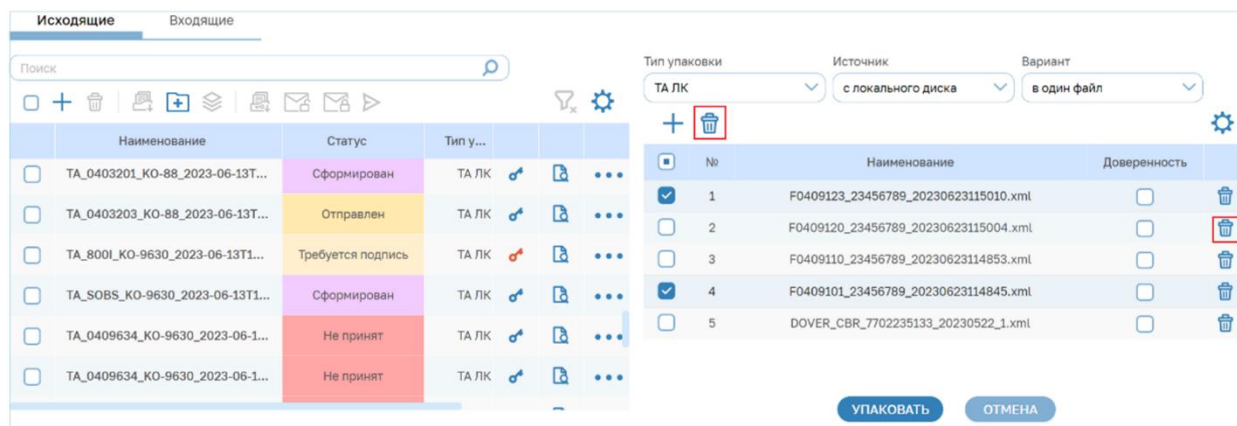 Исходящие Входящие
Поиск
Наименование Статус Тип у...
TA_0403201_KO-88_2023-06-13T... Сформирован ТА ЛК
TA_0403203_KO-88_2023-06-13T... Отправлен ТА ЛК
TA_800I_KO-9630_2023-06-13T1... Требуется подпись ТА ЛК
TA_SOBS_KO-9630_2023-06-13T1... Сформирован ТА ЛК
TA_0409634_KO-9630_2023-06-1... Не принят ТА ЛК
TA_0409634_KO-9630_2023-06-1... Не принят ТА ЛК
Тип упаковки Источник Вариант
ТА ЛК с локального диска в один файл
№ Наименование Доверенность
1 F0409123_23456789_20230623115010.xml
2 F0409120_23456789_20230623115004.xml
3 F0409110_23456789_20230623114853.xml
4 F0409101_23456789_20230623114845.xml
5 DOVER_CBR_7702235133_20230522_1.xml
УПАКОВАТЬ ОТМЕНА